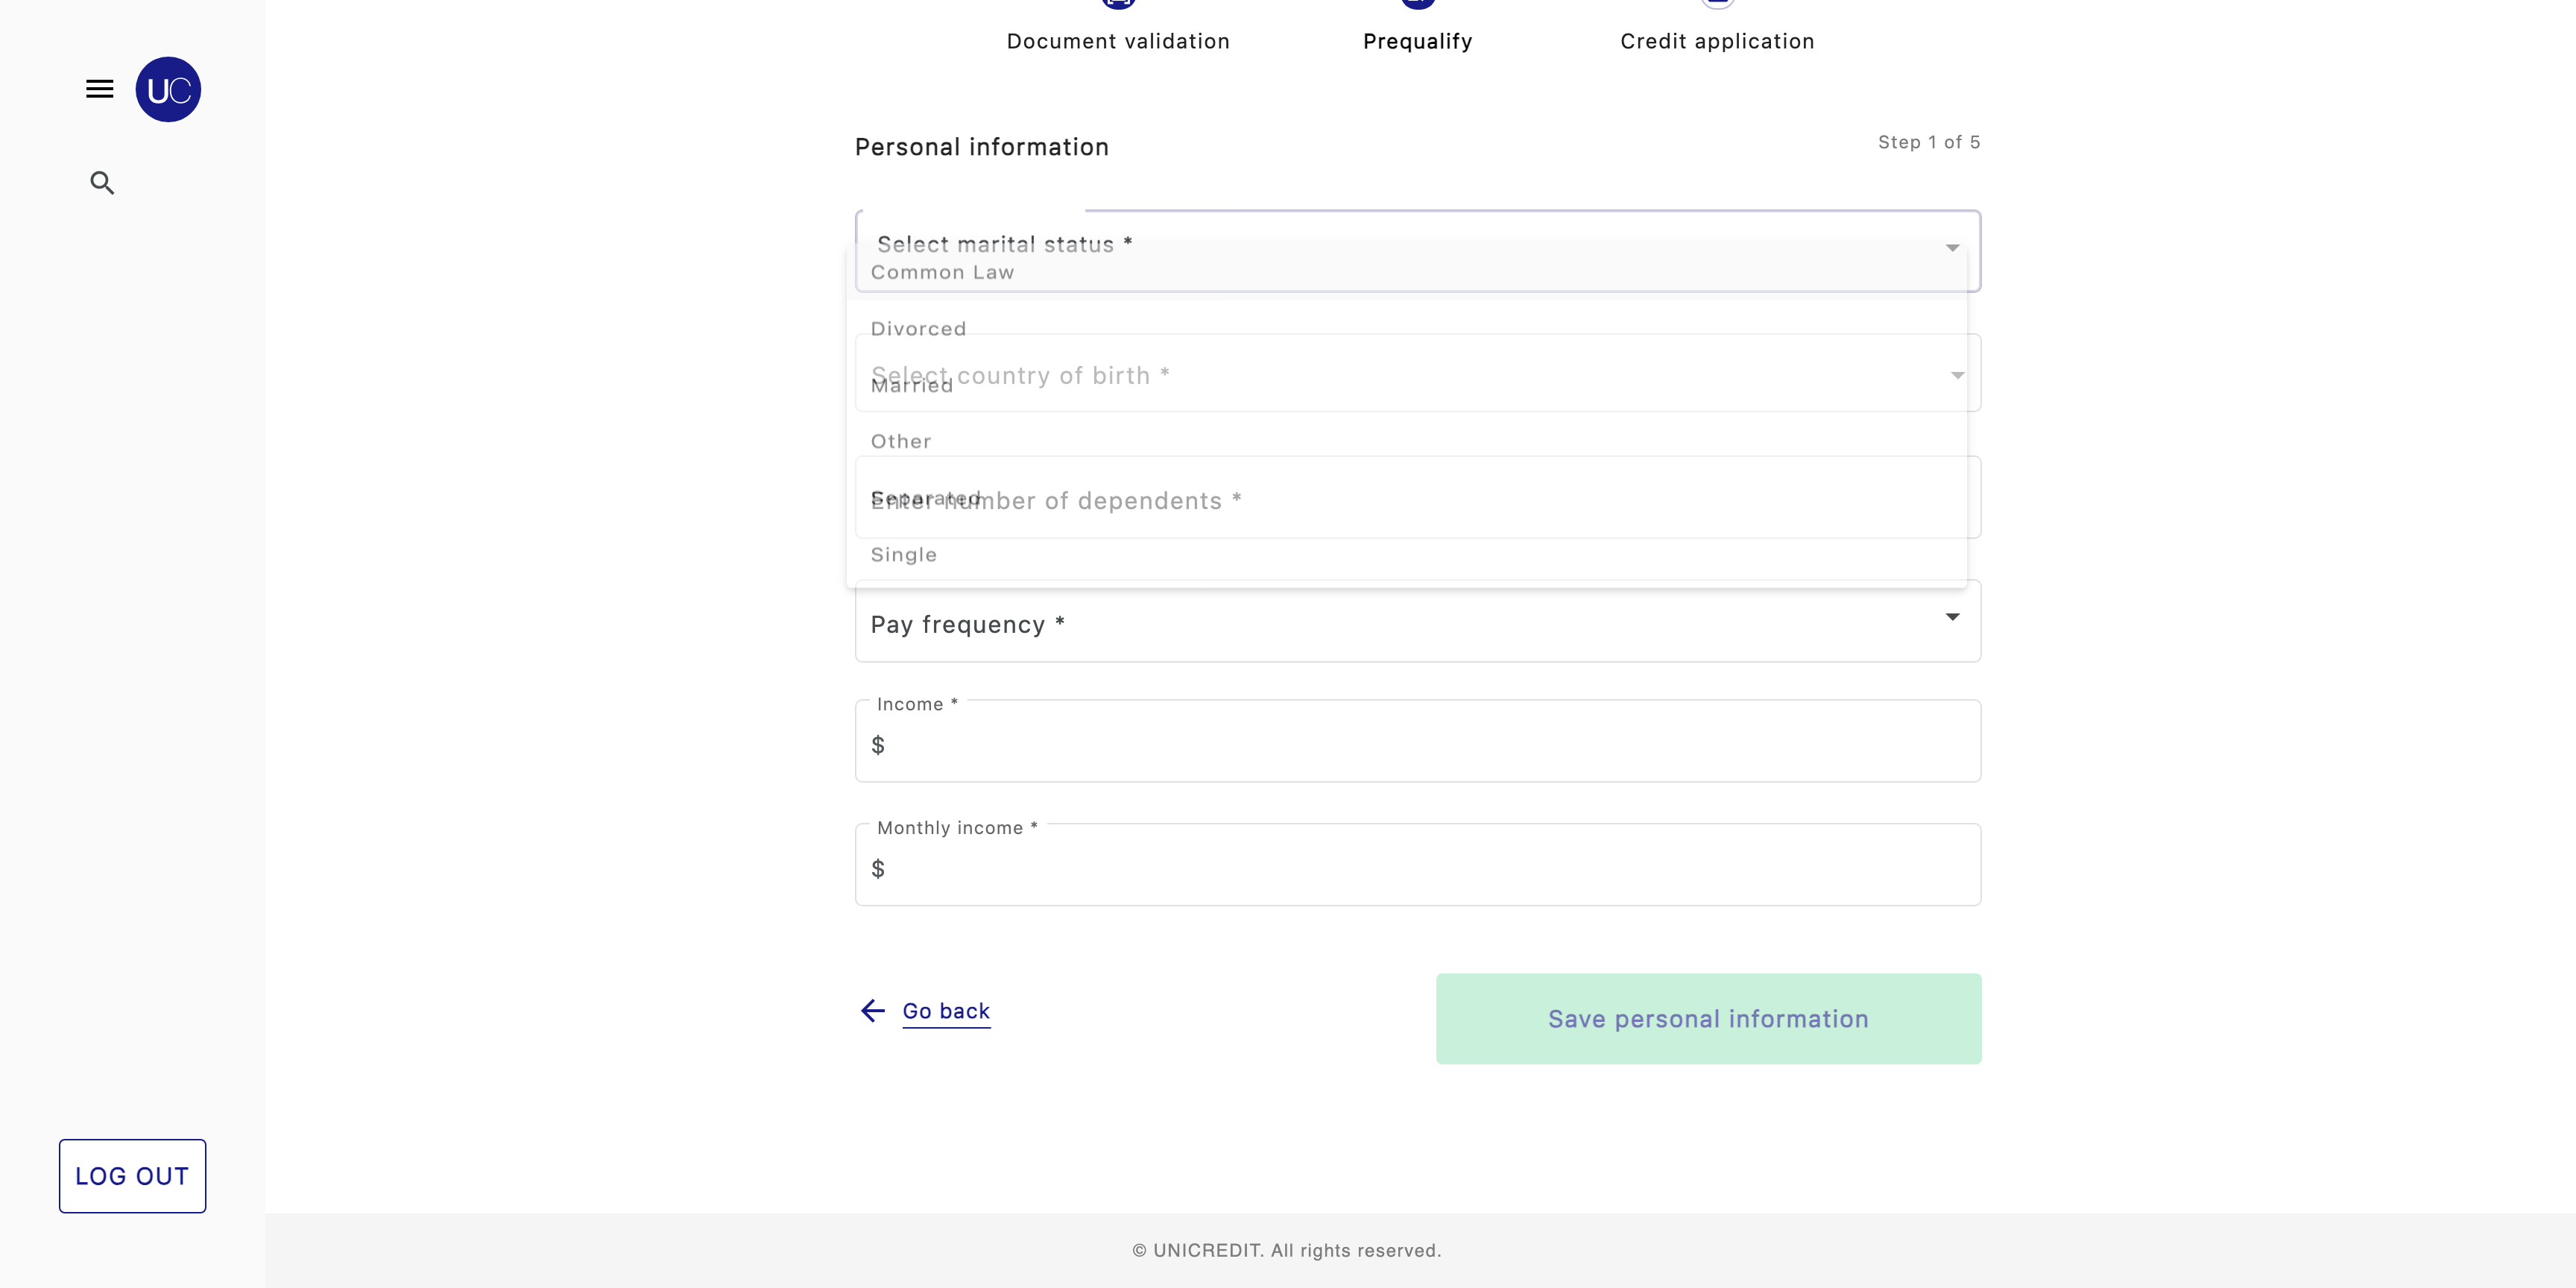 Document validation
Prequalify
Credit application
UC
Personal information
Step 1 of 5
Select marital status *
Common Law
Divorced
Select country of birth *
Married
Other
Separated
Enter number of dependents *
Single
Pay frequency *
Income *
$
Monthly income *
$
Go back
Save personal information
LOG OUT
© UNICREDIT. All rights reserved.